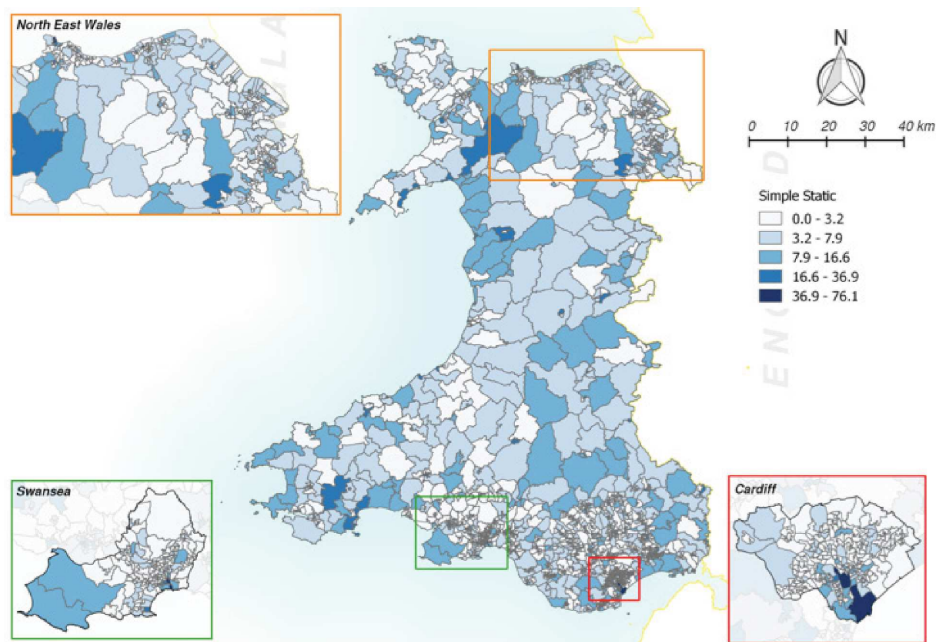 North East Wales
N
0 10 20 30 40 km
Simple Static
0.0 - 3.2
3.2 - 7.9
7.9 - 16.6
16.6 - 36.9
36.9 - 76.1
Swansea
Cardiff